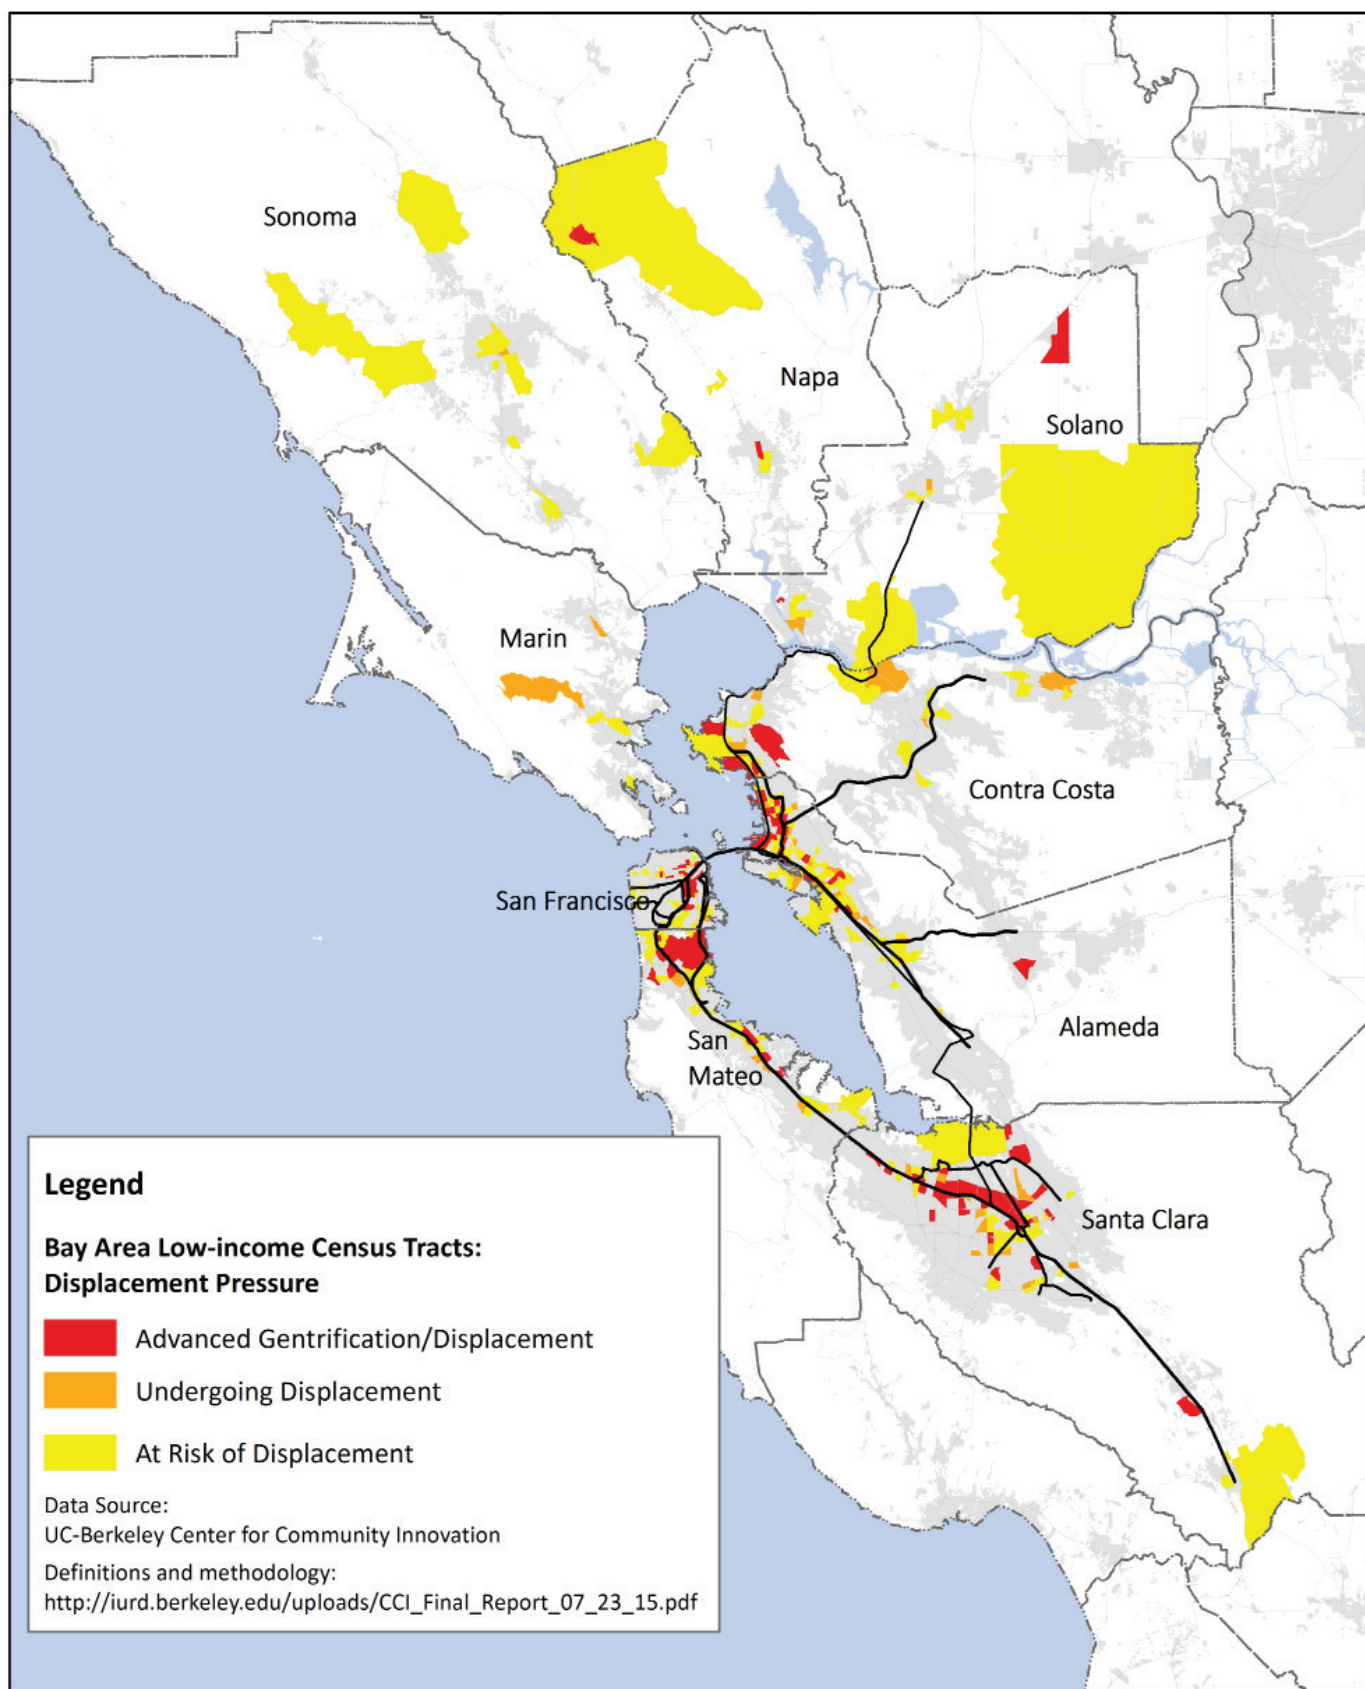 Sonoma
Napa
Solano
Marin
Contra Costa
San Francisco
Alameda
San
Mateo
Santa Clara
Legend
Bay Area Low-income Census Tracts:
Displacement Pressure
Advanced Gentrification/Displacement
Undergoing Displacement
At Risk of Displacement
Data Source:
UC-Berkeley Center for Community Innovation
Definitions and methodology:
http://iurd.berkeley.edu/uploads/CCI_Final_Report_07_23_15.pdf